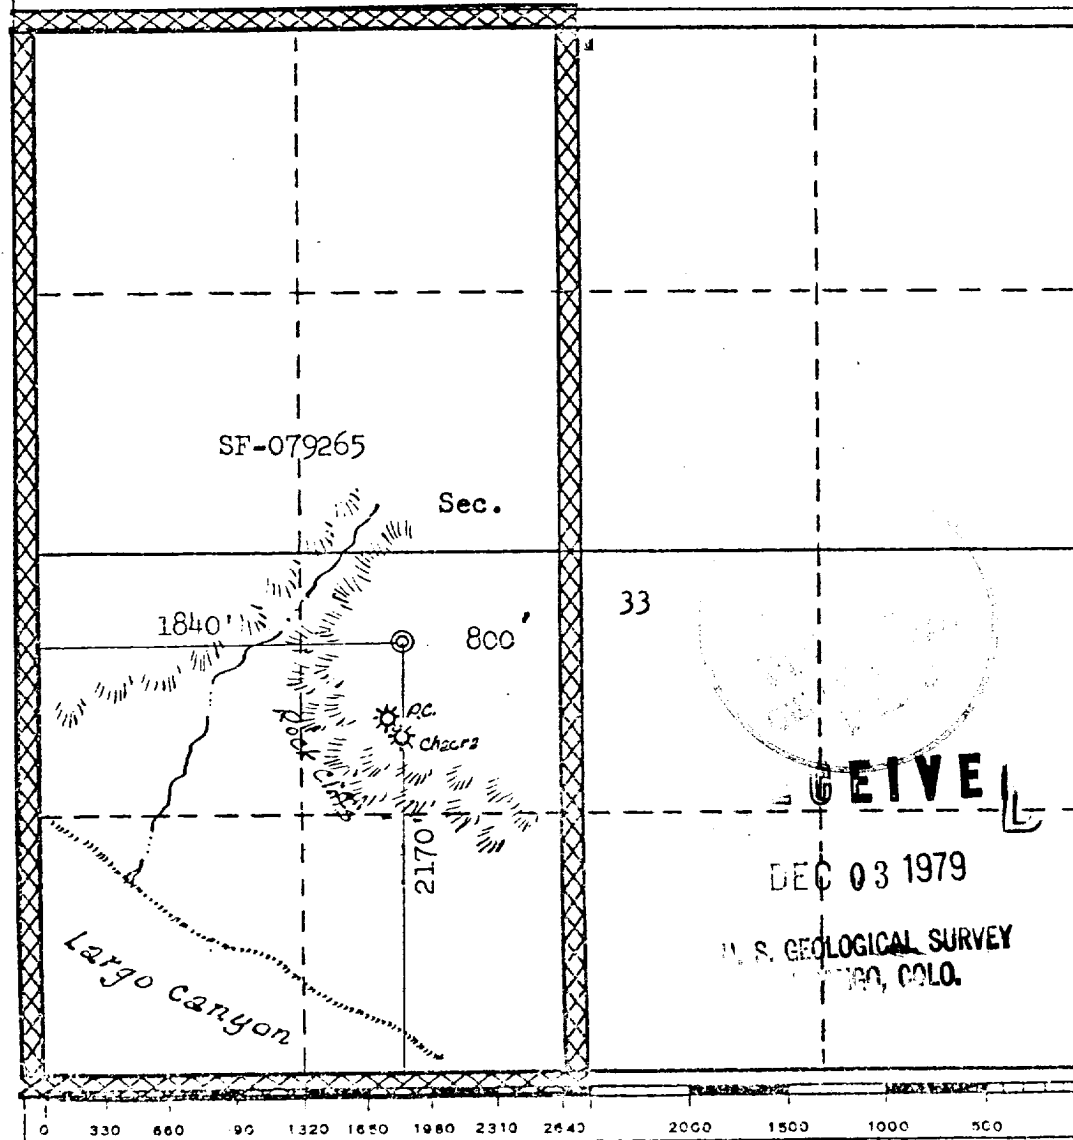 SF-079265
Sec.
33
1840'
800'
P.C.
Chacra
Rock Cliffs
2170'
Largo Canyon
DEC 03 1979
U. S. GEOLOGICAL SURVEY
COLO.
0 330 660 90 1320 1650 1980 2310 2640 2000 1500 1000 500